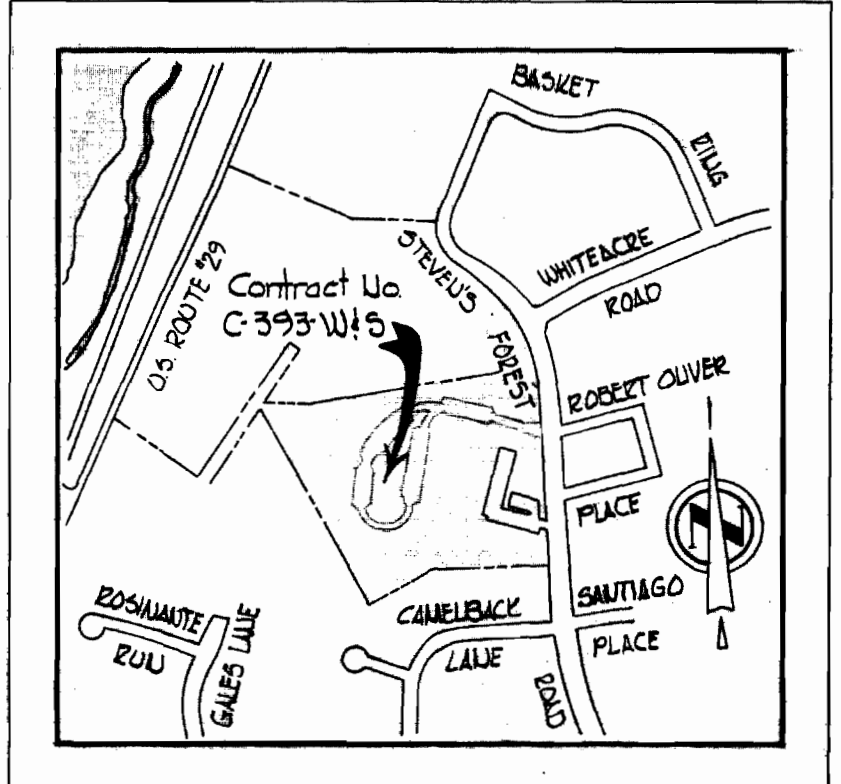 BASKET
RING
U.S. ROUTE #29
STEVEN'S
FOREST
WHITEACRE
ROAD
Contract No.
C-393-W&S
ROBERT OLIVER
PLACE
N
SANTIAGO
PLACE
CAMELBACK
LANE
ROAD
ROSINANTE
RUN
GALES LANE